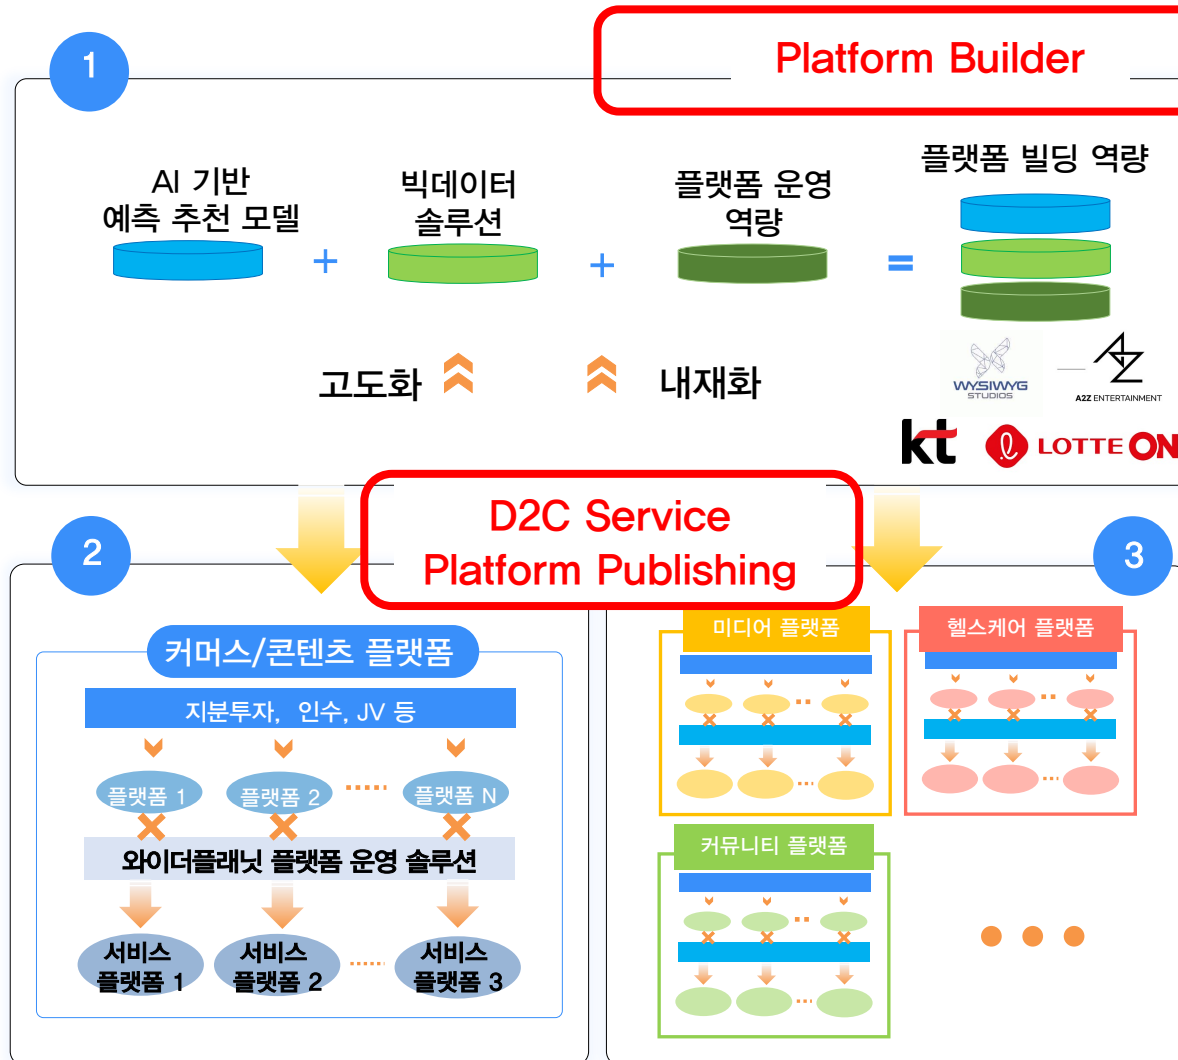 1
Platform Builder
AI 기반
예측 추천 모델
+
빅데이터
솔루션
+
플랫폼 운영
역량
=
플랫폼 빌딩 역량
고도화
내재화
WYSIWYG
STUDIOS
A2Z ENTERTAINMENT
kt
LOTTE ON
D2C Service
Platform Publishing
2
커머스/콘텐츠 플랫폼
지분투자, 인수, JV 등
플랫폼 1
플랫폼 2
플랫폼 N
와이더플래닛 플랫폼 운영 솔루션
서비스
플랫폼 1
서비스
플랫폼 2
서비스
플랫폼 3
3
미디어 플랫폼
헬스케어 플랫폼
커뮤니티 플랫폼